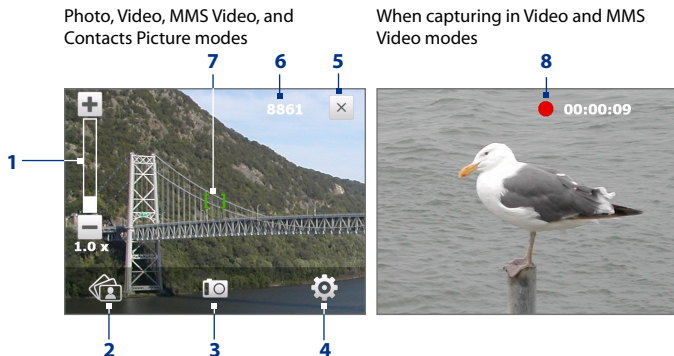 Photo, Video, MMS Video, and
Contacts Picture modes
When capturing in Video and MMS
Video modes
7
6
5
8
8861
00:00:09
1
1.0 x
2
3
4